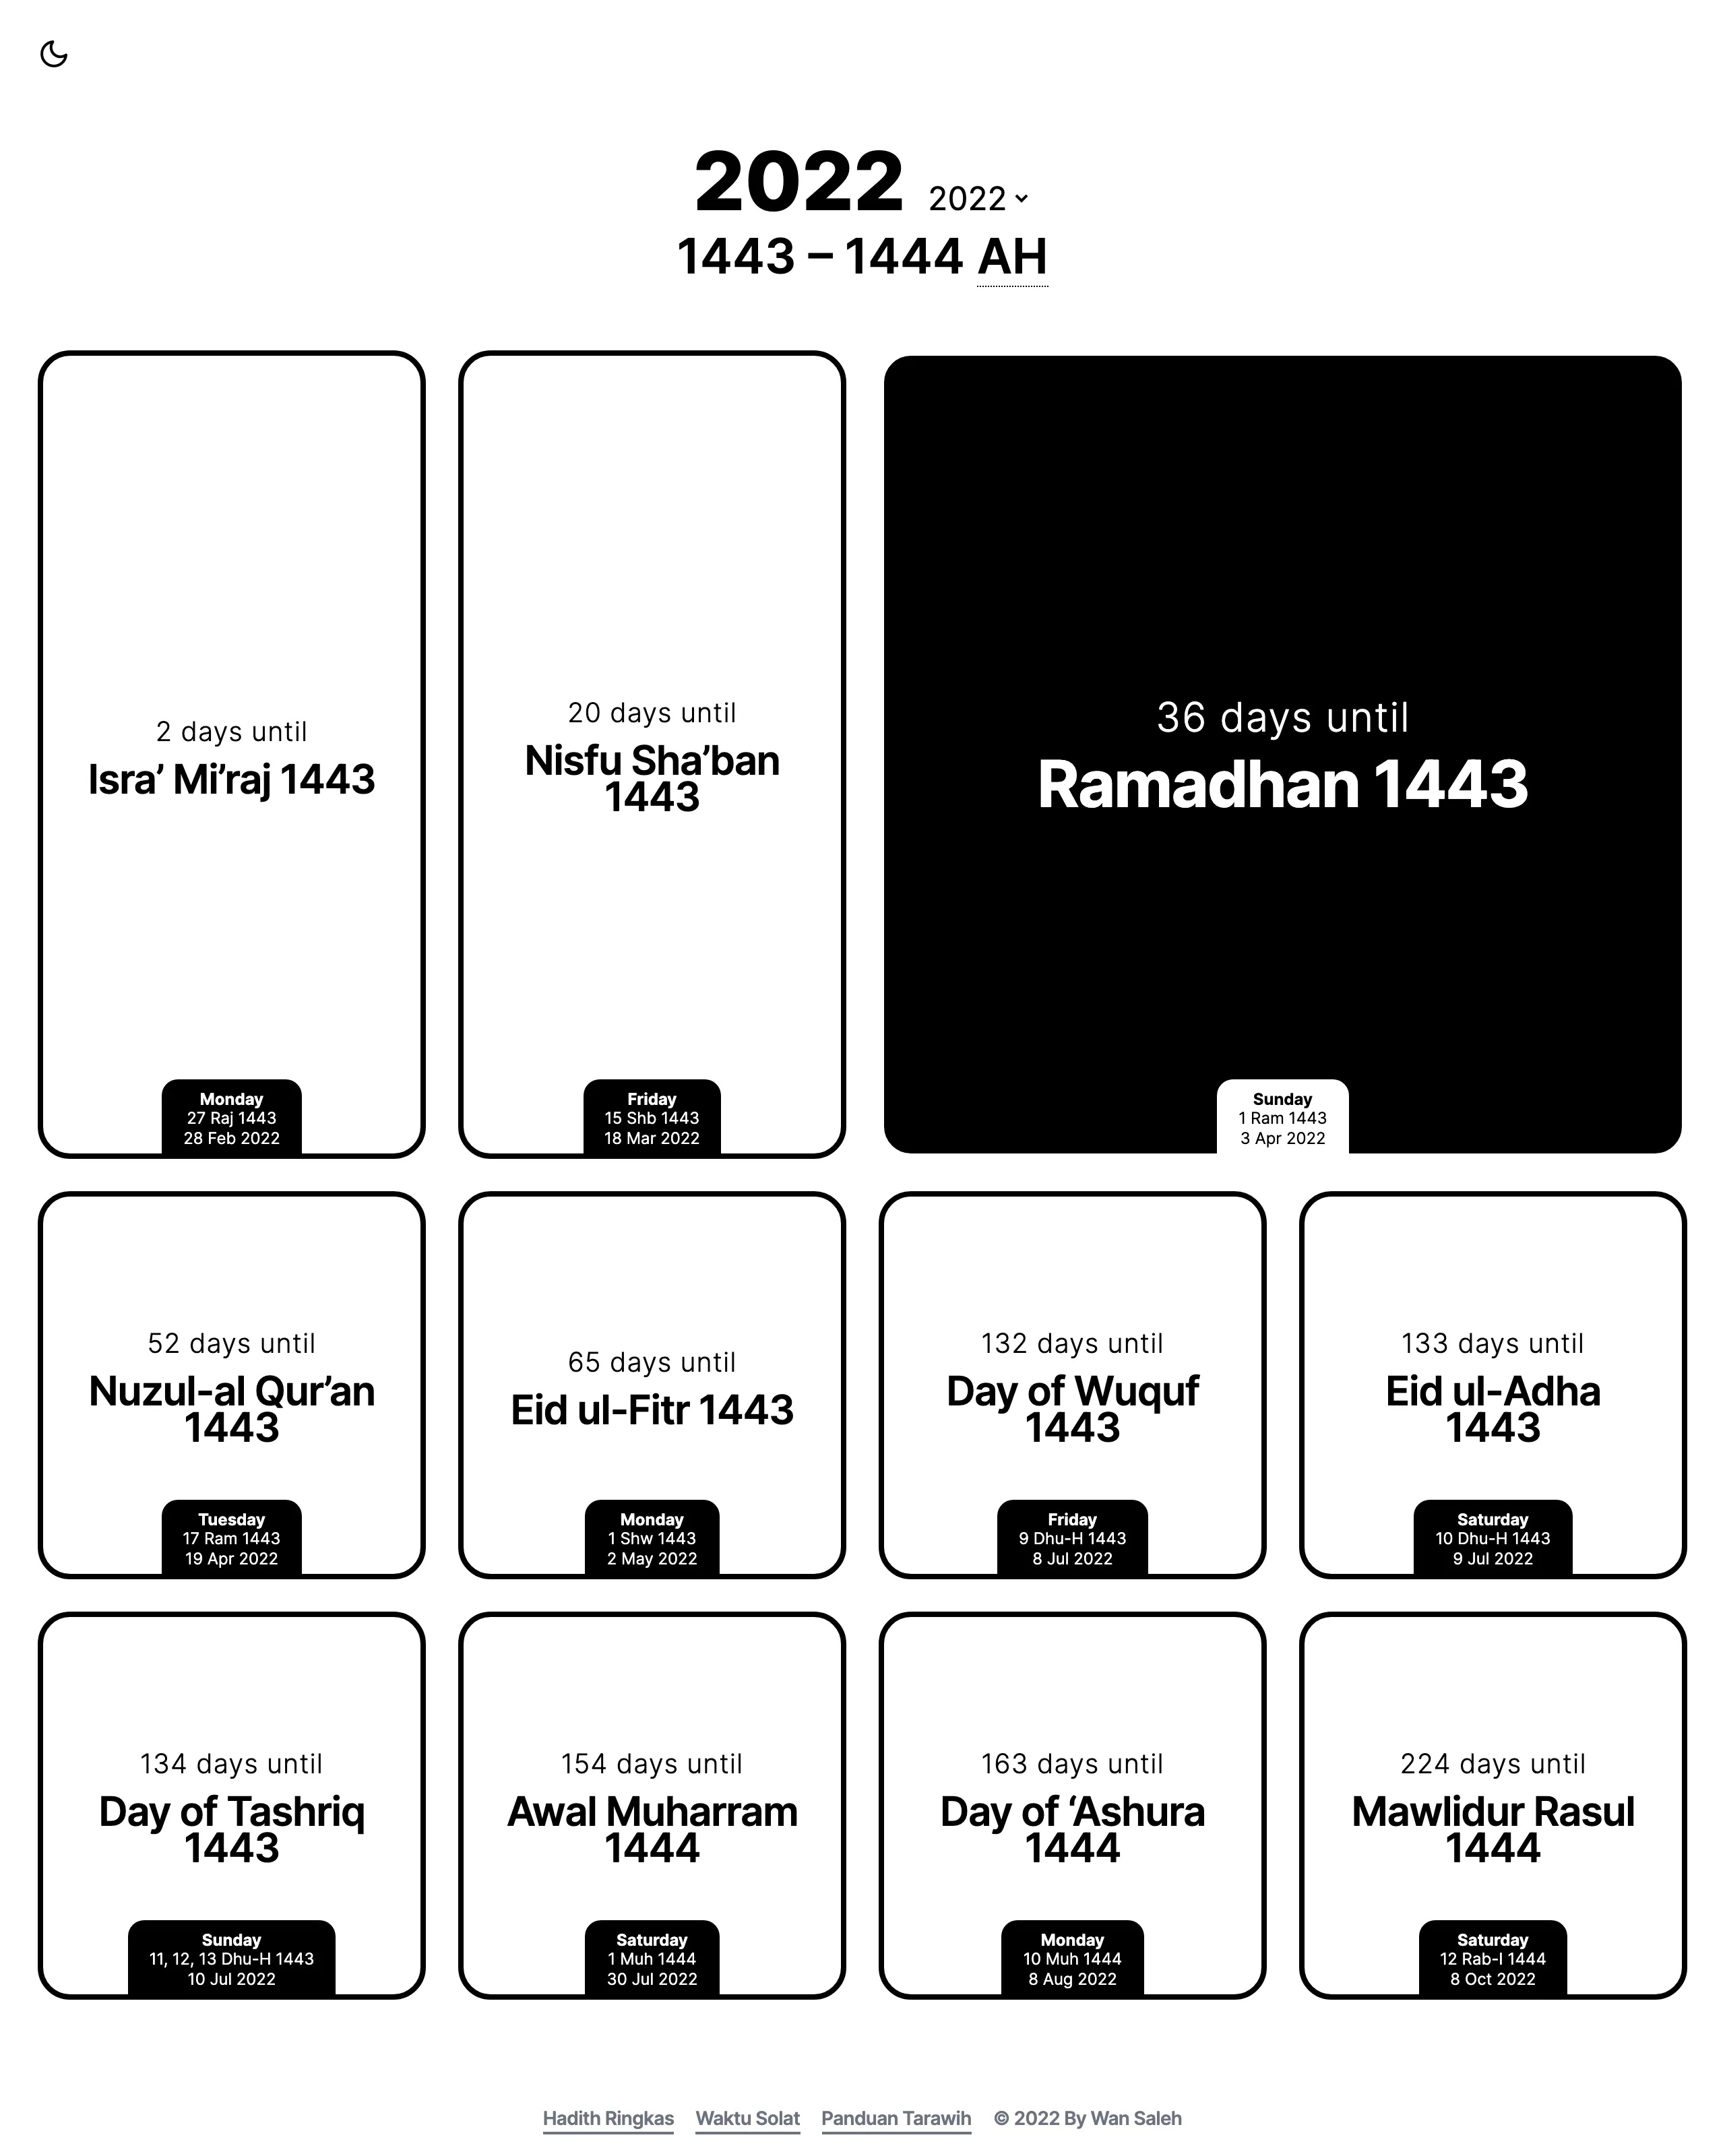 2022 2022
1443 – 1444 AH
2 days until
Isra’ Mi’raj 1443
Monday
27 Raj 1443
28 Feb 2022
20 days until
Nisfu Sha’ban
1443
Friday
15 Shb 1443
18 Mar 2022
36 days until
Ramadhan 1443
Sunday
1 Ram 1443
3 Apr 2022
52 days until
Nuzul-al Qur’an
1443
Tuesday
17 Ram 1443
19 Apr 2022
65 days until
Eid ul-Fitr 1443
Monday
1 Shw 1443
2 May 2022
132 days until
Day of Wuquf
1443
Friday
9 Dhu-H 1443
8 Jul 2022
133 days until
Eid ul-Adha
1443
Saturday
10 Dhu-H 1443
9 Jul 2022
134 days until
Day of Tashriq
1443
Sunday
11, 12, 13 Dhu-H 1443
10 Jul 2022
154 days until
Awal Muharram
1444
Saturday
1 Muh 1444
30 Jul 2022
163 days until
Day of ‘Ashura
1444
Monday
10 Muh 1444
8 Aug 2022
224 days until
Mawlidur Rasul
1444
Saturday
12 Rab-I 1444
8 Oct 2022
Hadith Ringkas Waktu Solat Panduan Tarawih © 2022 By Wan Saleh